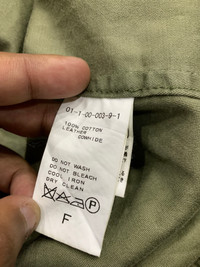 01-1-00-003-9-1
100% COTTON
LEATHER
COWHIDE
DO NOT WASH
DO NOT BLEACH
COOL IRON
DRY CLEAN
P
F